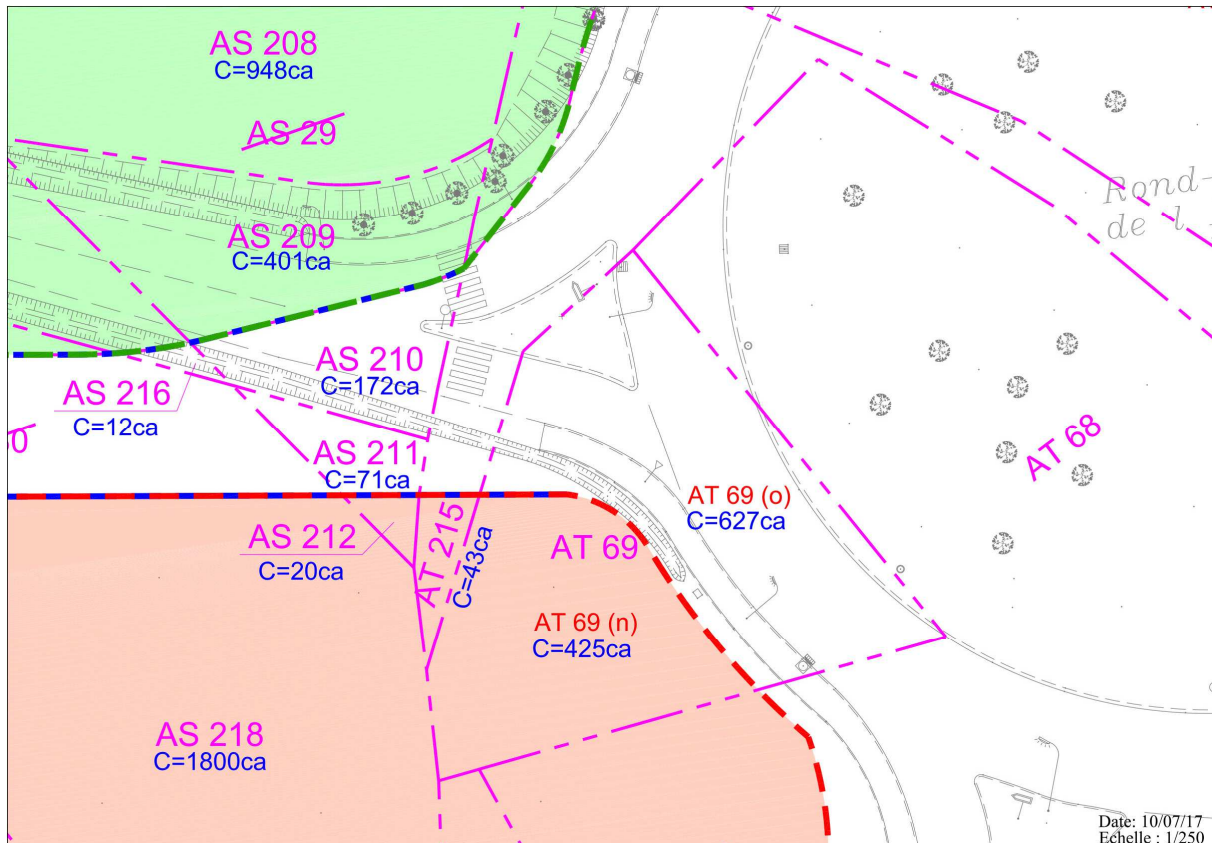 AS 208
C=948ca
AS 29
AS 209
C=401ca
Rond-
de l
AS 210
C=172ca
AS 216
C=12ca
0
AS 211
C=71ca
AT 68
AT 69 (o)
C=627ca
AS 212
C=20ca
AT 215
C=43ca
AT 69
AT 69 (n)
C=425ca
AS 218
C=1800ca
Date: 10/07/17
Echelle : 1/250